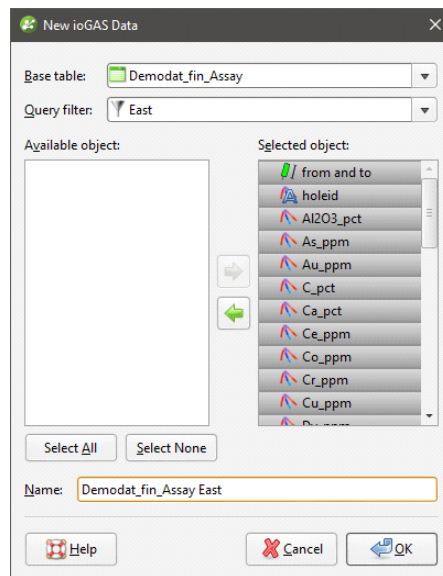 New ioGAS Data
Base table: Demodat_fin_Assay
Query filter: East
Available object: Selected object:
from and to
holeid
Al2O3_pct
As_ppm
Au_ppm
C_pct
Ca_pct
Ce_ppm
Co_ppm
Cr_ppm
Cu_ppm
Select All Select None
Name: Demodat_fin_Assay East
Help Cancel OK